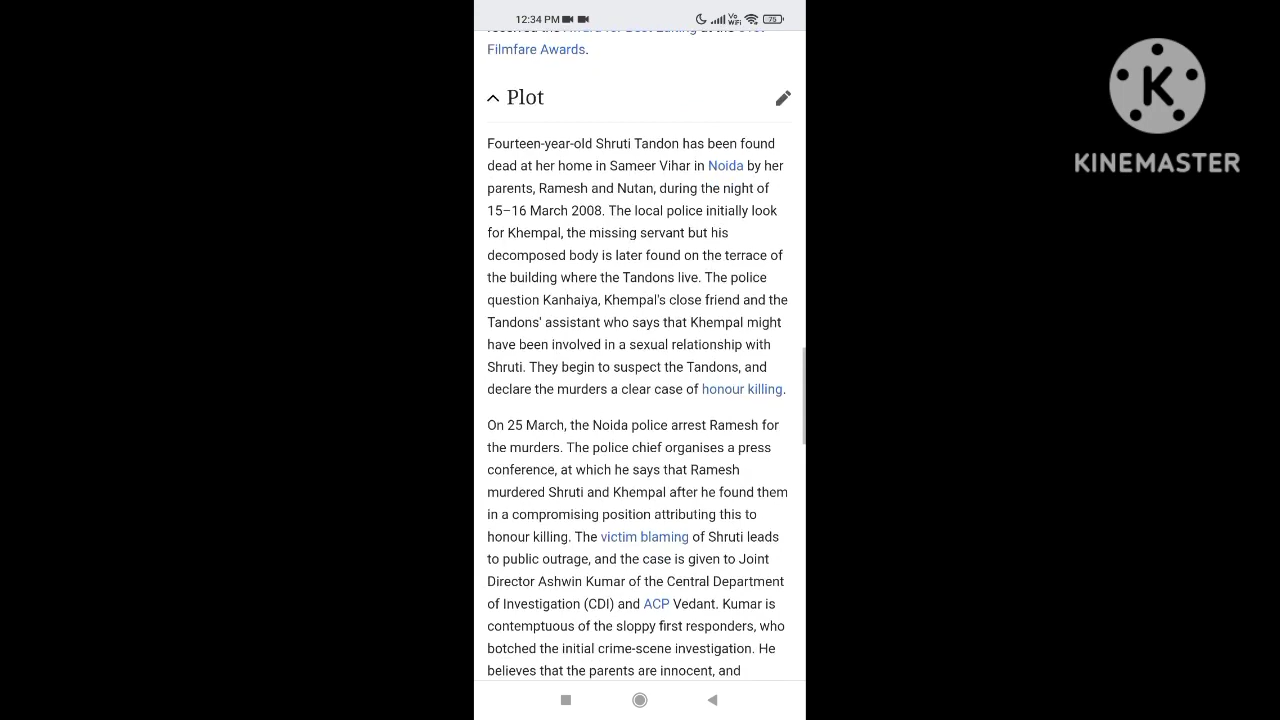 12:34 PM
Vo
WiFi
75
Filmfare Awards.
Plot
Fourteen-year-old Shruti Tandon has been found
dead at her home in Sameer Vihar in Noida by her
parents, Ramesh and Nutan, during the night of
15–16 March 2008. The local police initially look
for Khempal, the missing servant but his
decomposed body is later found on the terrace of
the building where the Tandons live. The police
question Kanhaiya, Khempal's close friend and the
Tandons' assistant who says that Khempal might
have been involved in a sexual relationship with
Shruti. They begin to suspect the Tandons, and
declare the murders a clear case of honour killing.
On 25 March, the Noida police arrest Ramesh for
the murders. The police chief organises a press
conference, at which he says that Ramesh
murdered Shruti and Khempal after he found them
in a compromising position attributing this to
honour killing. The victim blaming of Shruti leads
to public outrage, and the case is given to Joint
Director Ashwin Kumar of the Central Department
of Investigation (CDI) and ACP Vedant. Kumar is
contemptuous of the sloppy first responders, who
botched the initial crime-scene investigation. He
believes that the parents are innocent, and
K
KINEMASTER